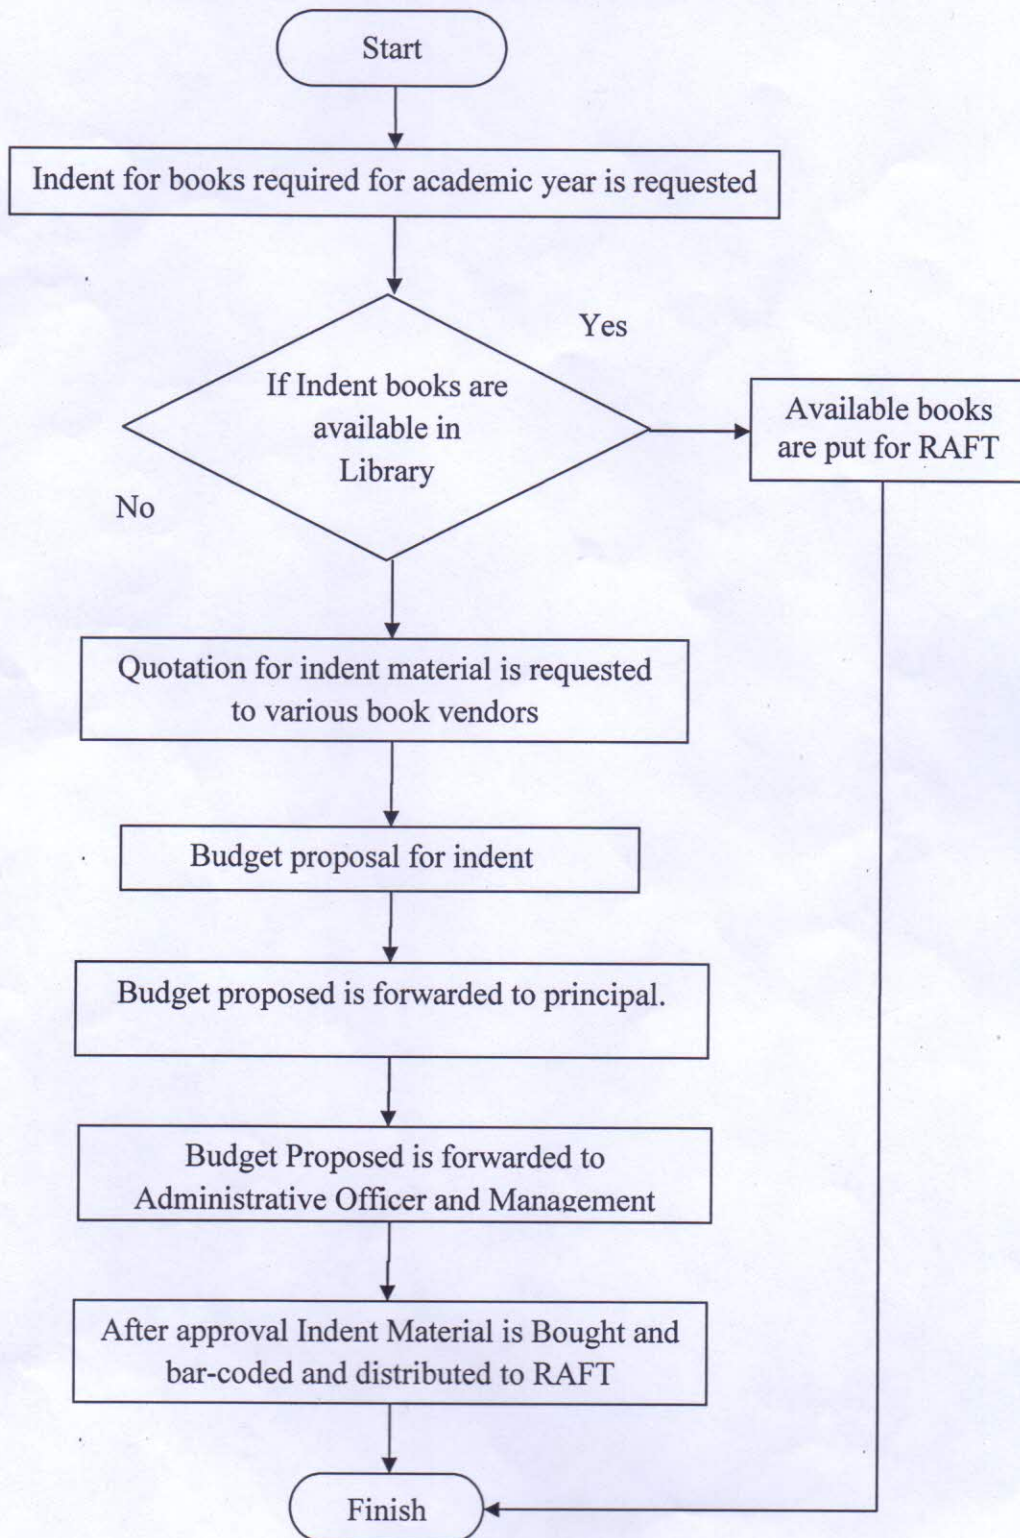 Start
Indent for books required for academic year is requested
Yes
If Indent books are
available in
Library
Available books
are put for RAFT
No
Quotation for indent material is requested
to various book vendors
Budget proposal for indent
Budget proposed is forwarded to principal.
Budget Proposed is forwarded to
Administrative Officer and Management
After approval Indent Material is Bought and
bar-coded and distributed to RAFT
Finish